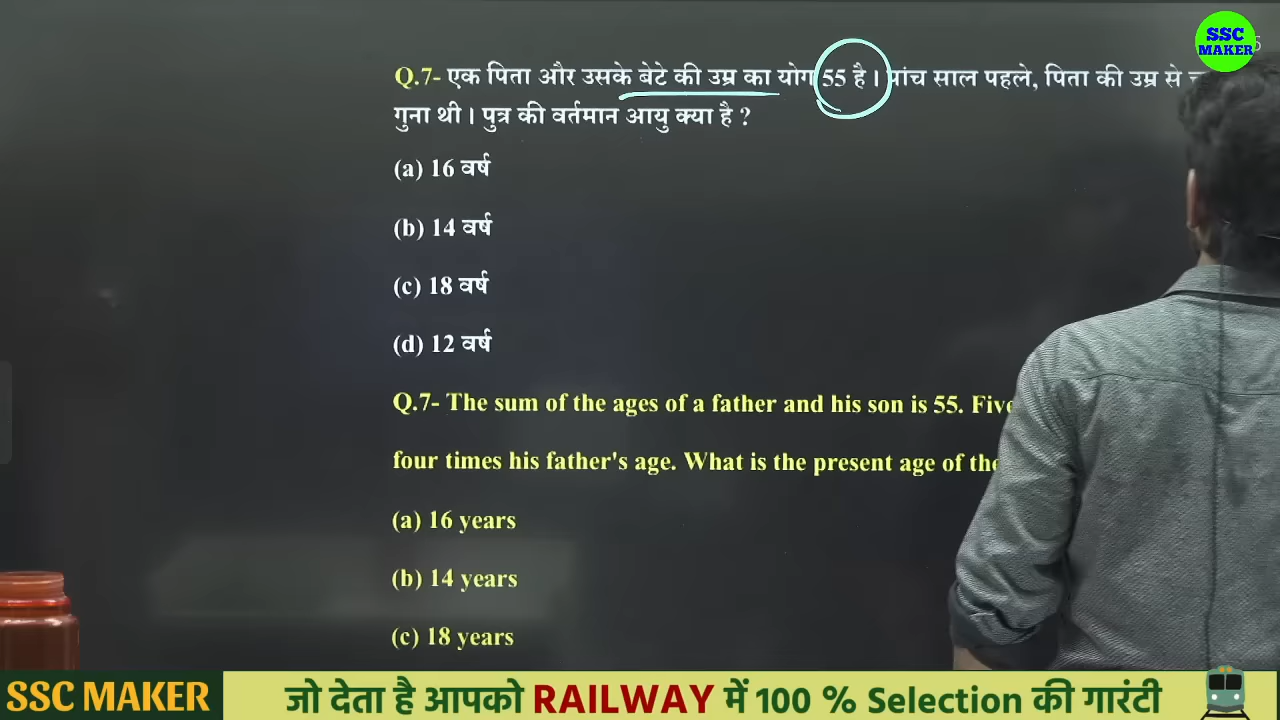 SSC
MAKER
Q.7- एक पिता और उसके बेटे की उम्र का योग 55 है। पांच साल पहले, पिता की उम्र से
गुना थी। पुत्र की वर्तमान आयु क्या है ?
(a) 16 वर्ष
(b) 14 वर्ष
(c) 18 वर्ष
(d) 12 वर्ष
Q.7- The sum of the ages of a father and his son is 55.
four times his father's age. What is the present age of
(a) 16 years
(b) 14 years
(c) 18 years
SSC MAKER
जो देता है आपको RAILWAY में 100 % Selection की गारंटी